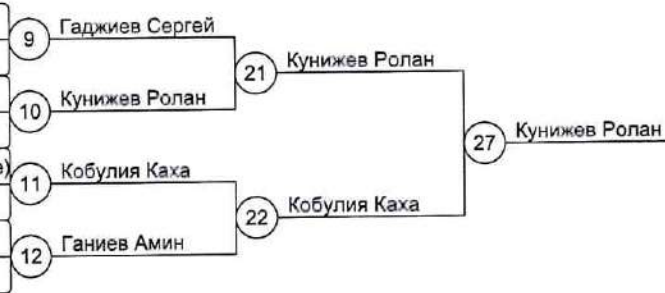 9 Гаджиев Сергей
21 Кунижев Ролан
10 Кунижев Ролан
27 Кунижев Ролан
е) 11 Кобулия Каха
22 Кобулия Каха
12 Ганиев Амин